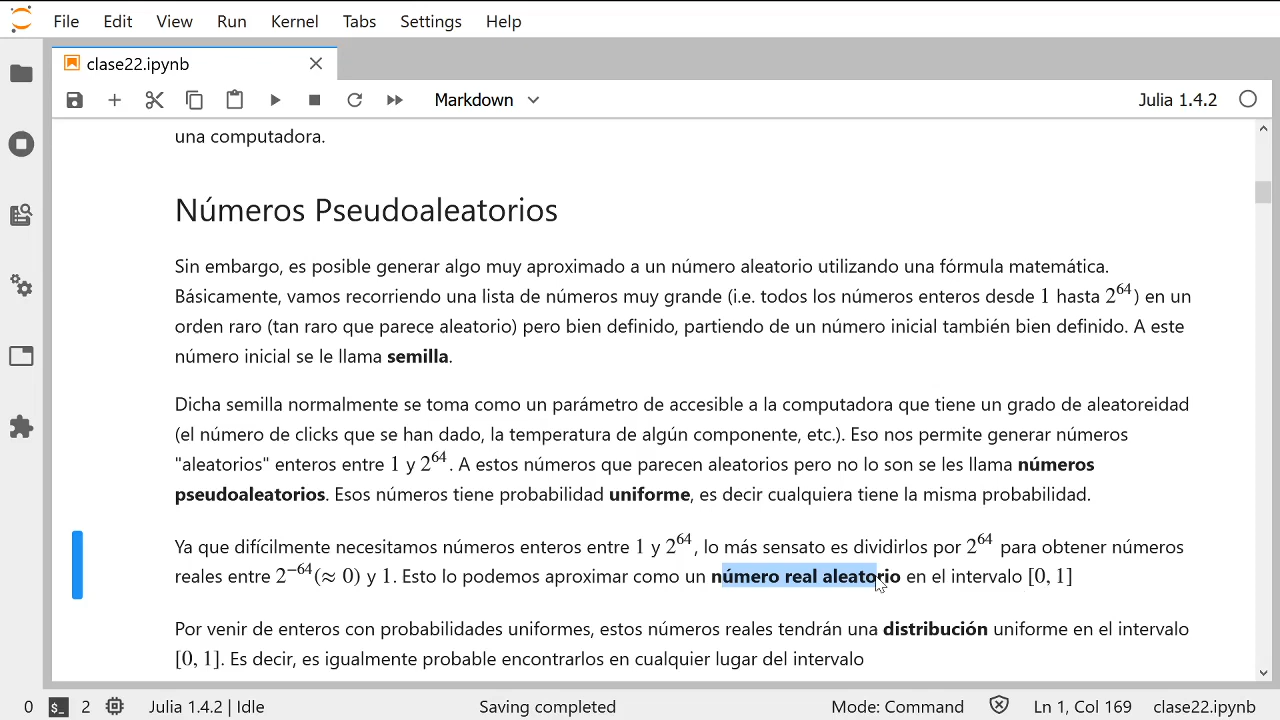 File Edit View Run Kernel Tabs Settings Help
clase22.ipynb
Markdown
Julia 1.4.2
una computadora.
Números Pseudoaleatorios
Sin embargo, es posible generar algo muy aproximado a un número aleatorio utilizando una fórmula matemática.
Básicamente, vamos recorriendo una lista de números muy grande (i.e. todos los números enteros desde 1 hasta 2^64) en un
orden raro (tan raro que parece aleatorio) pero bien definido, partiendo de un número inicial también bien definido. A este
número inicial se le llama semilla.
Dicha semilla normalmente se toma como un parámetro de accesible a la computadora que tiene un grado de aleatoreidad
(el número de clicks que se han dado, la temperatura de algún componente, etc.). Eso nos permite generar números
"aleatorios" enteros entre 1 y 2^64. A estos números que parecen aleatorios pero no lo son se les llama números
pseudoaleatorios. Esos números tiene probabilidad uniforme, es decir cualquiera tiene la misma probabilidad.
Ya que difícilmente necesitamos números enteros entre 1 y 2^64, lo más sensato es dividirlos por 2^64 para obtener números
reales entre 2^−64(≈ 0) y 1. Esto lo podemos aproximar como un número real aleatorio en el intervalo [0, 1]
Por venir de enteros con probabilidades uniformes, estos números reales tendrán una distribución uniforme en el intervalo
[0, 1]. Es decir, es igualmente probable encontrarlos en cualquier lugar del intervalo
0 $_ 2 Julia 1.4.2 | Idle Saving completed Mode: Command Ln 1, Col 169 clase22.ipynb